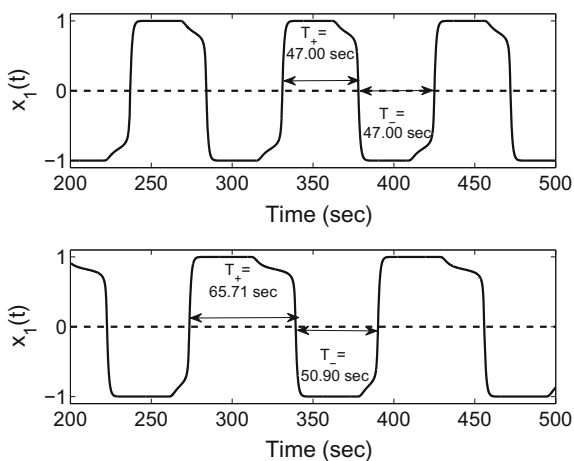 1
0
−1
x₁(t)
T₊=
47.00 sec
T₋=
47.00 sec
200 250 300 350 400 450 500
Time (sec)
1
0
−1
x₁(t)
T₊=
65.71 sec
T₋=
50.90 sec
200 250 300 350 400 450 500
Time (sec)